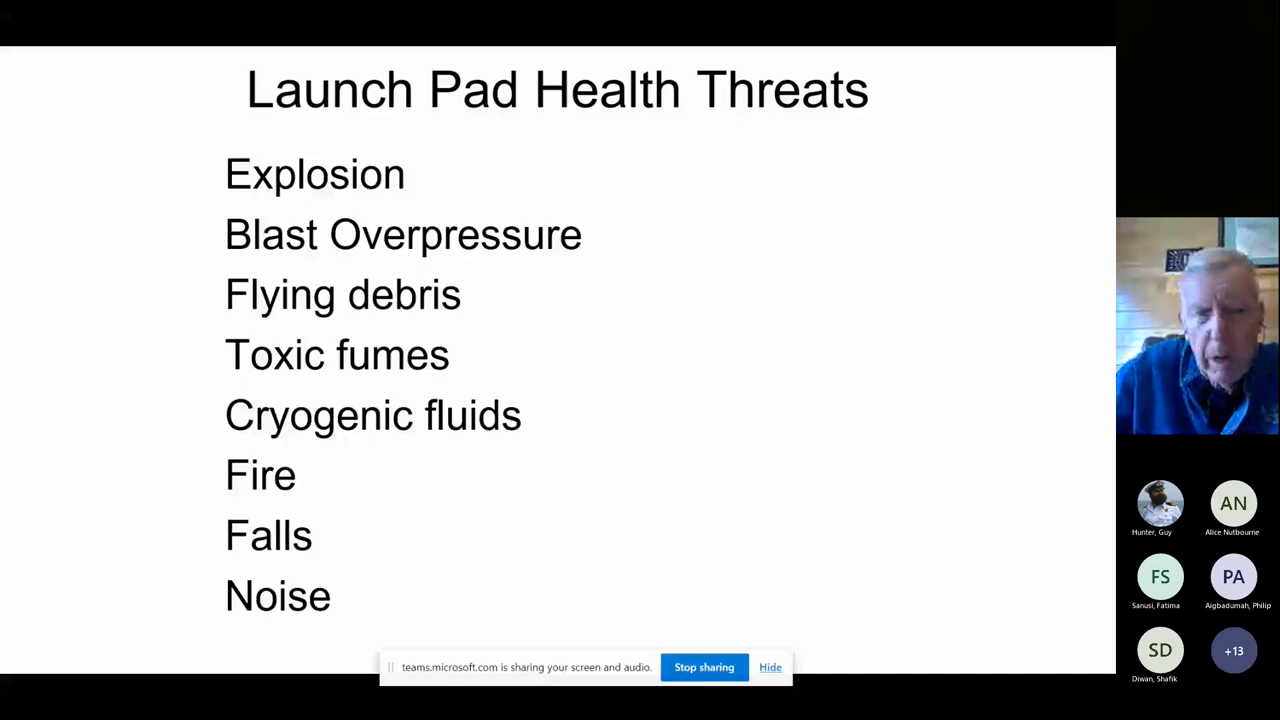 Launch Pad Health Threats
Explosion
Blast Overpressure
Flying debris
Toxic fumes
Cryogenic fluids
Fire
Falls
Noise
teams.microsoft.com is sharing your screen and audio. Stop sharing Hide
AN
Hunter, Guy Alice Nutbourne
FS PA
Sanusi, Fatima Aigbadumah, Philip
SD +13
Diwan, Shafik